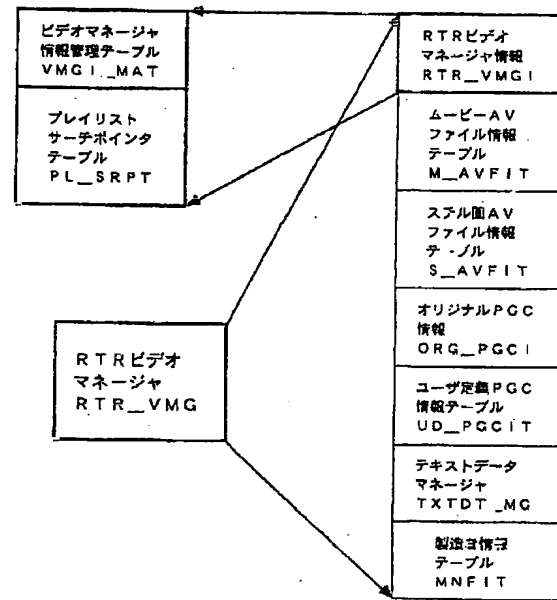 ビデオマネージャ
情報管理テーブル
VMGI_MAT
プレイリスト
サーチポインタ
テーブル
PL_SRPT
RTRビデオ
マネージャ
RTR_VMG
RTRビデオ
マネージャ情報
RTR_VMGI
ムービーAV
ファイル情報
テーブル
M_AVFIT
スチル画AV
ファイル情報
テーブル
S_AVFIT
オリジナルPGC
情報
ORG_PGCI
ユーザ定義PGC
情報テーブル
UD_PGCIT
テキストデータ
マネージャ
TXTDT_MG
製造者情報
テーブル
MNFIT